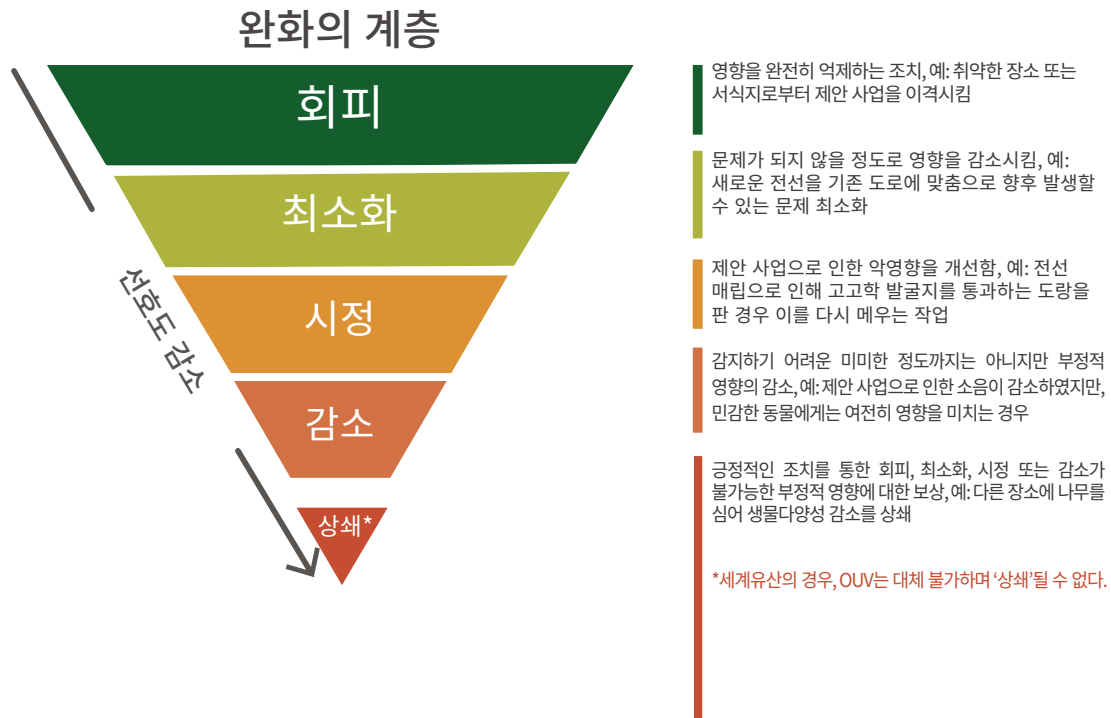 완화의 계층
회피
최소화
시정
감소
상쇄*
선호도 감소
영향을 완전히 억제하는 조치, 예: 취약한 장소 또는
서식지로부터 제안 사업을 이격시킴
문제가 되지 않을 정도로 영향을 감소시킴, 예:
새로운 전선을 기존 도로에 맞춤으로 향후 발생할
수 있는 문제 최소화
제안 사업으로 인한 악영향을 개선함, 예: 전선
매립으로 인해 고고학 발굴지를 통과하는 도랑을
판 경우 이를 다시 메우는 작업
감지하기 어려운 미미한 정도까지는 아니지만 부정적
영향의 감소, 예: 제안 사업으로 인한 소음이 감소하였지만,
민감한 동물에게는 여전히 영향을 미치는 경우
긍정적인 조치를 통한 회피, 최소화, 시정 또는 감소가
불가능한 부정적 영향에 대한 보상, 예: 다른 장소에 나무를
심어 생물다양성 감소를 상쇄
*세계유산의 경우, OUV는 대체 불가하며 ‘상쇄’될 수 없다.